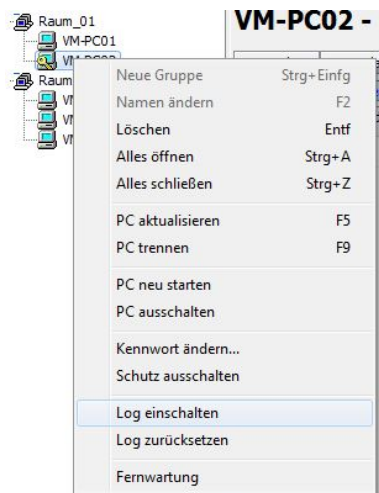 Raum_01
VM-PC02 -
VM-PC01
Raum
Neue Gruppe Strg+Einfg
Namen ändern F2
Löschen Entf
Alles öffnen Strg+A
Alles schließen Strg+Z
PC aktualisieren F5
PC trennen F9
PC neu starten
PC ausschalten
Kennwort ändern...
Schutz ausschalten
Log einschalten
Log zurücksetzen
Fernwartung